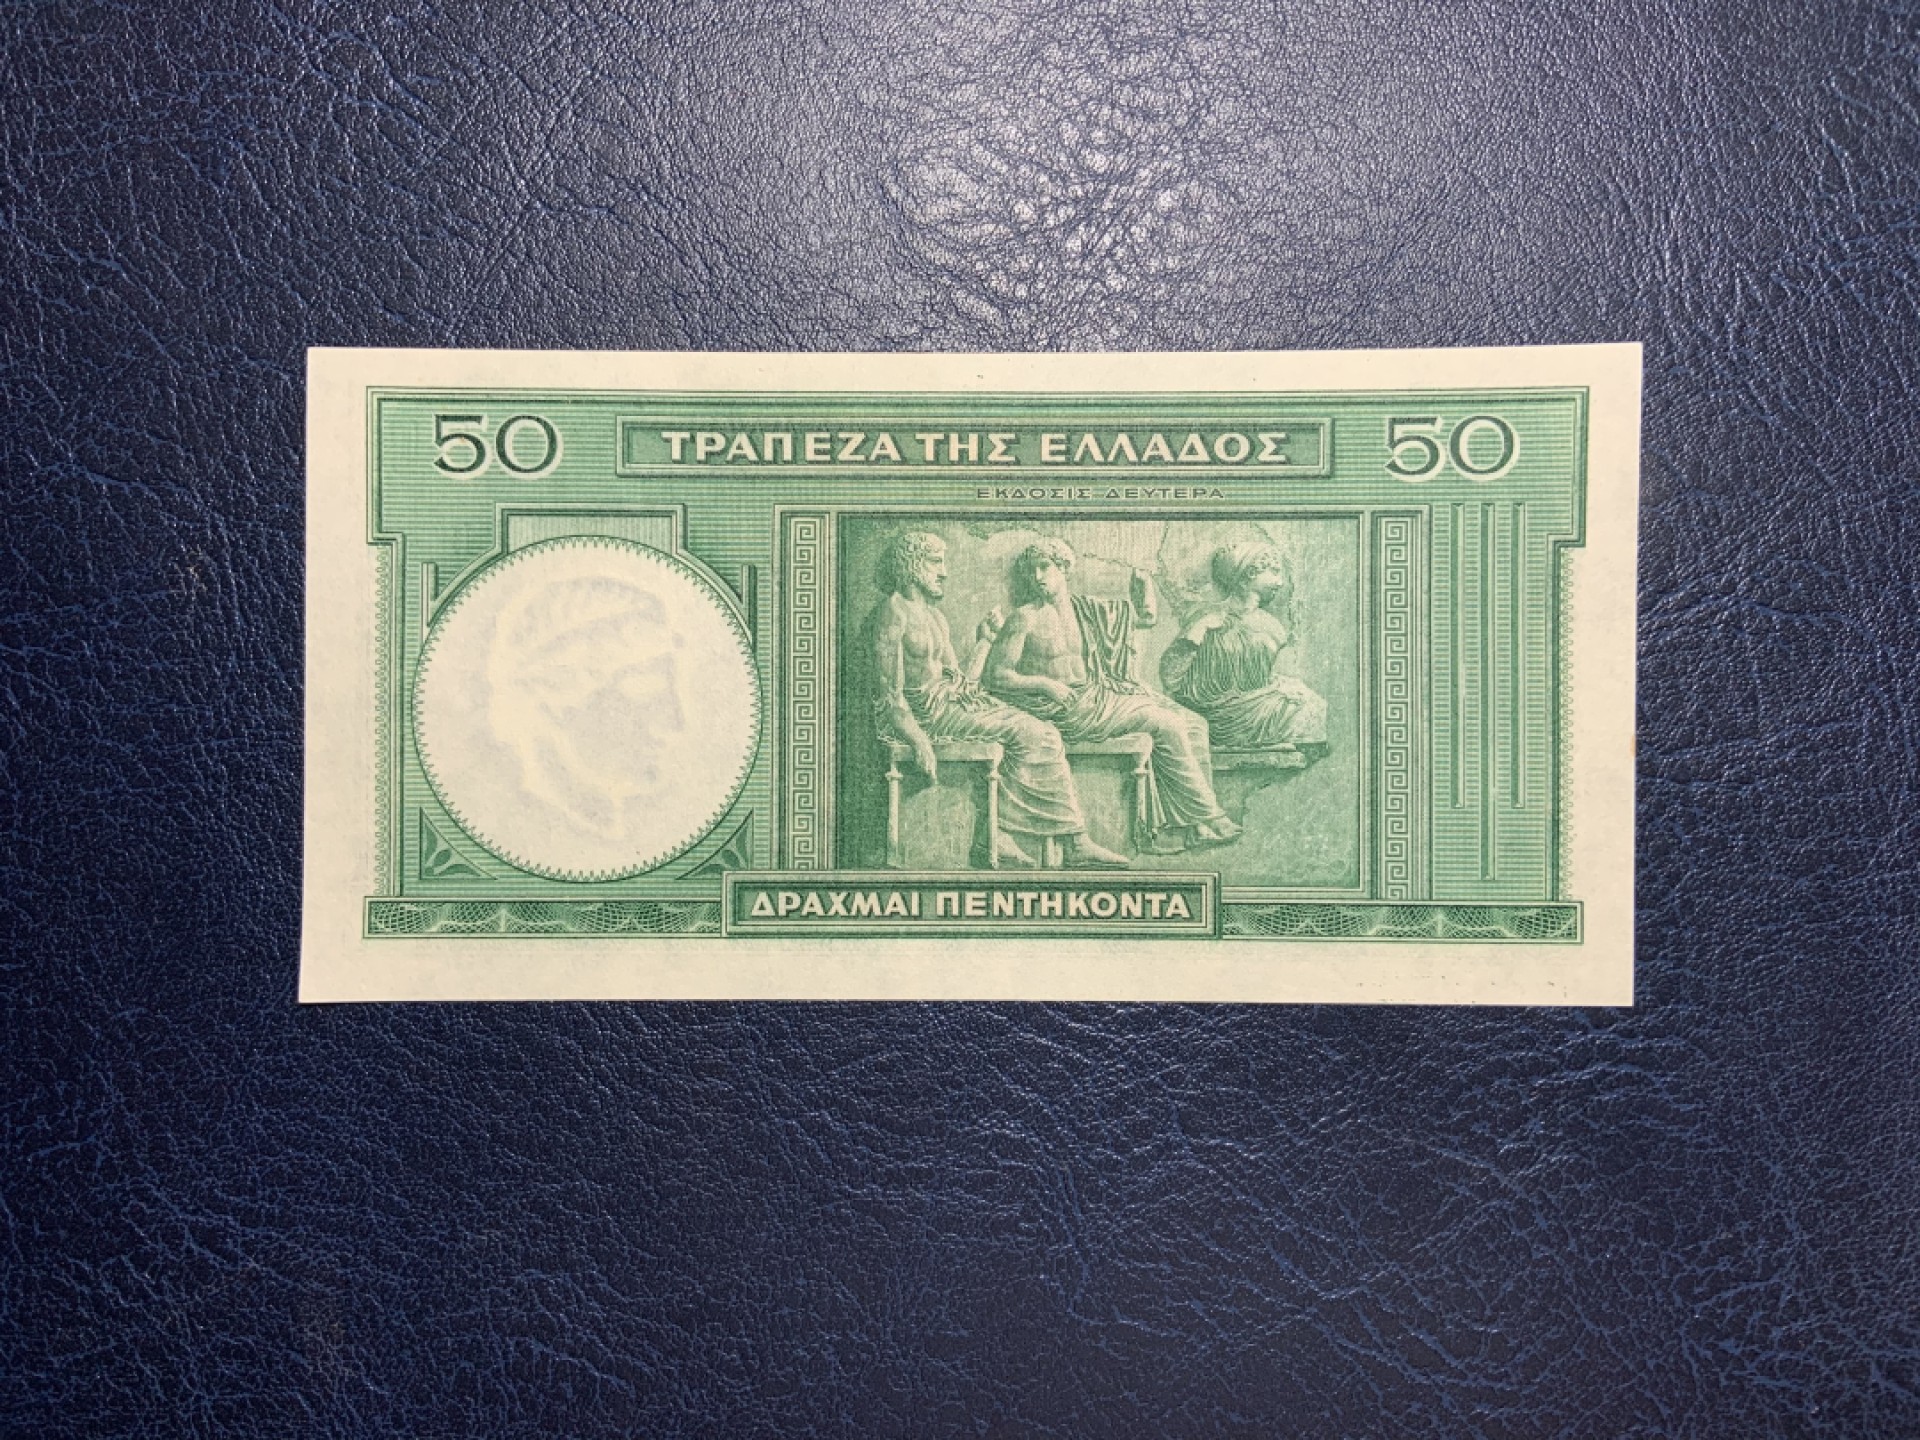 50 ΤΡΑΠΕΖΑ ΤΗΣ ΕΛΛΑΔΟΣ 50
ΕΚΔΟΣΙΣ ΔΕΥΤΕΡΑ
ΔΡΑΧΜΑΙ ΠΕΝΤΗΚΟΝΤΑ